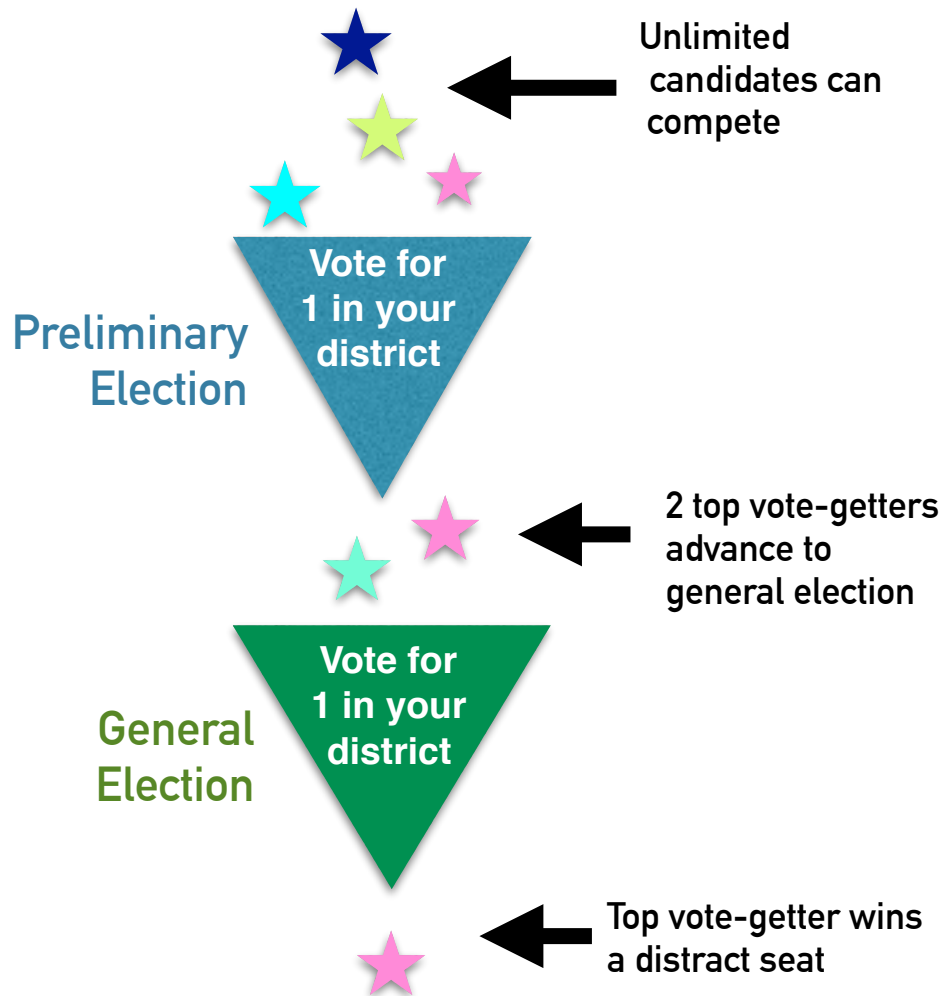 Unlimited
candidates can
compete
Vote for
1 in your
district
Preliminary
Election
2 top vote-getters
advance to
general election
Vote for
1 in your
district
General
Election
Top vote-getter wins
a distract seat